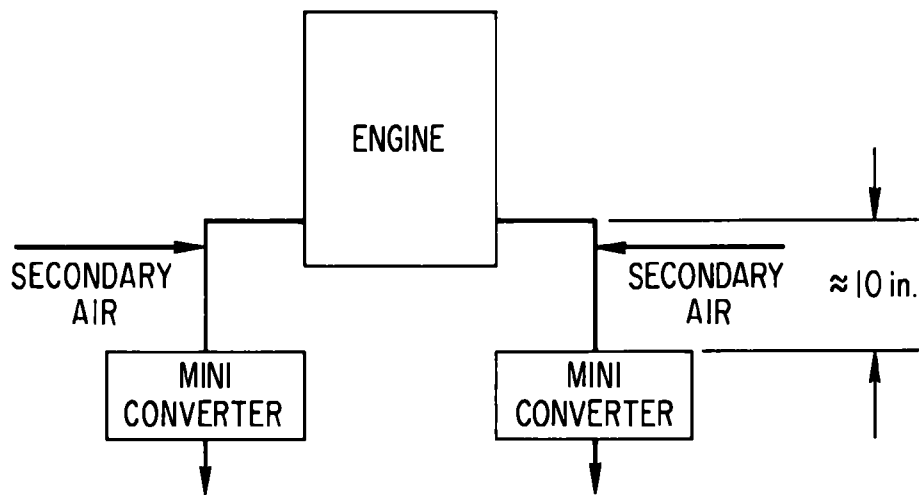 ENGINE
SECONDARY
AIR
SECONDARY
AIR
≈ 10 in.
MINI
CONVERTER
MINI
CONVERTER